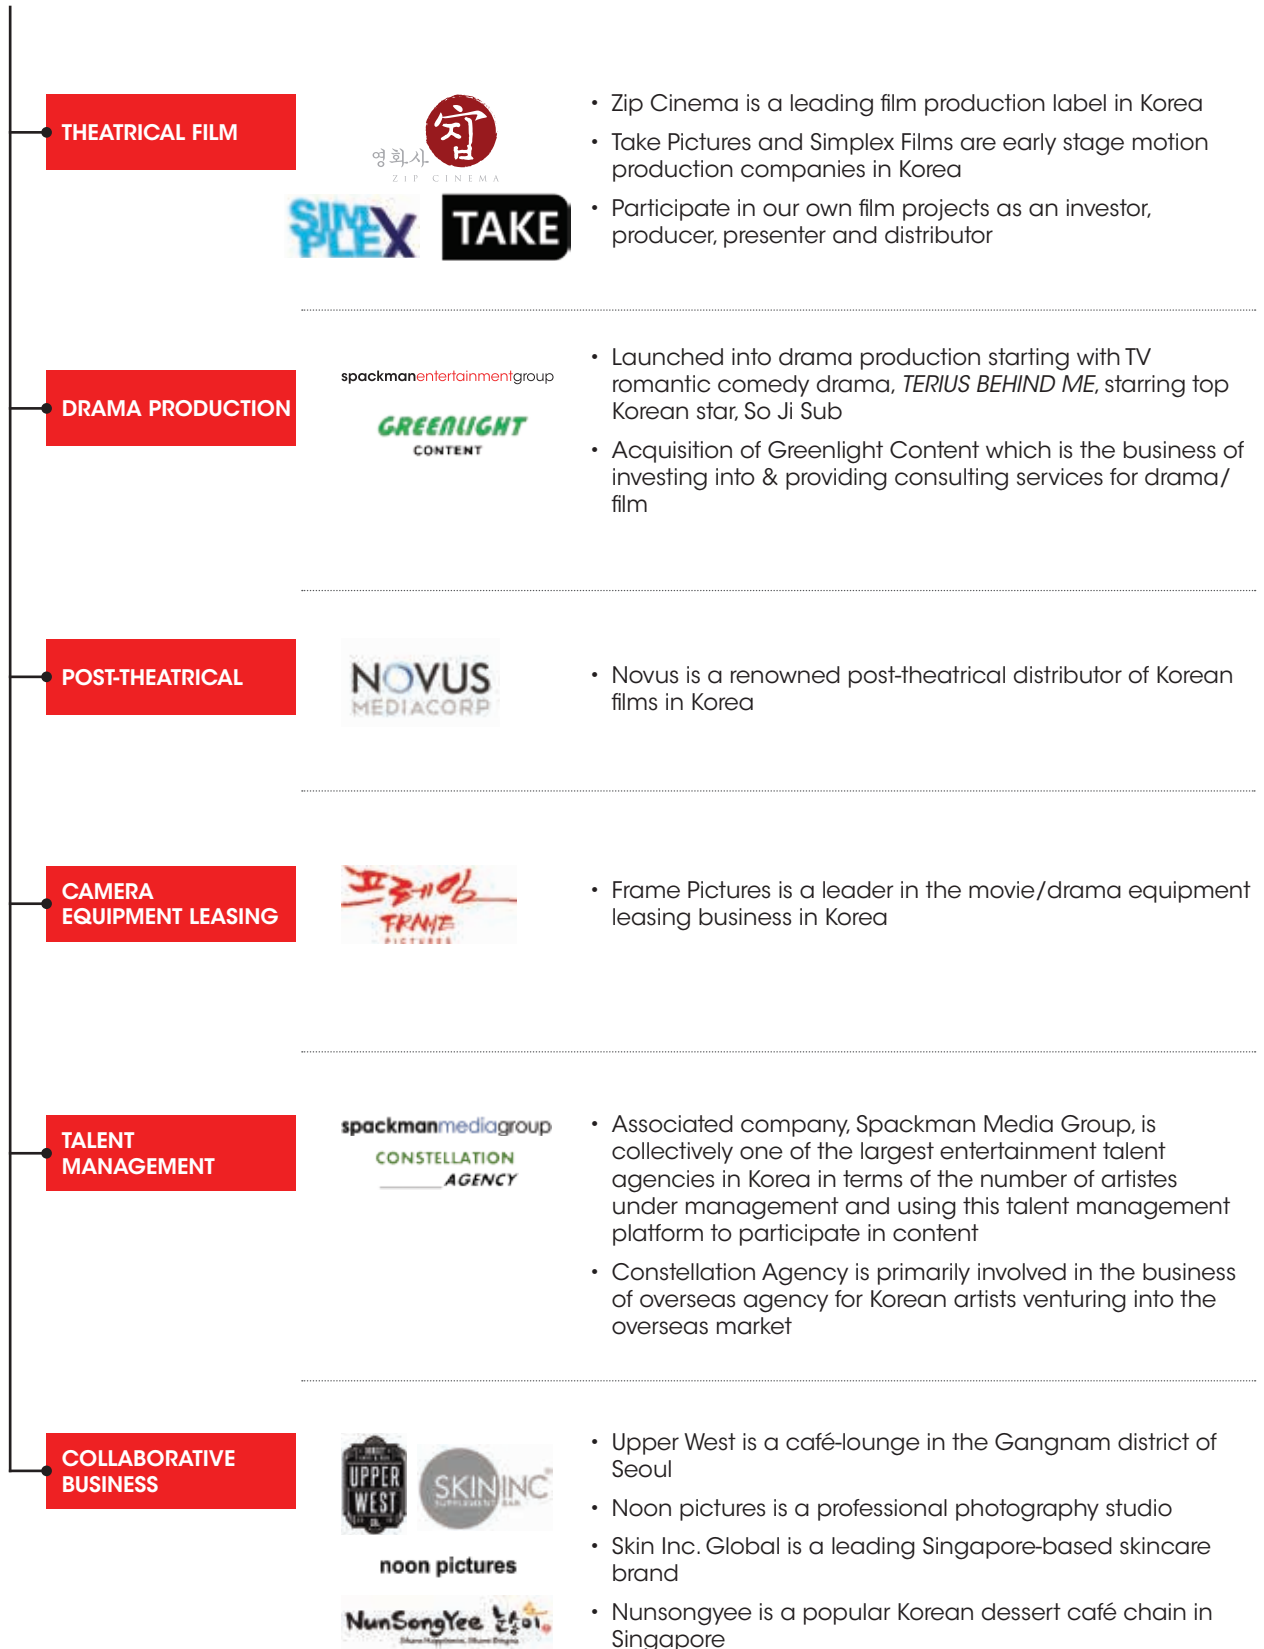 THEATRICAL FILM
집
영화사
ZIP CINEMA
SIM
PLEX
TAKE
• Zip Cinema is a leading film production label in Korea
• Take Pictures and Simplex Films are early stage motion
production companies in Korea
• Participate in our own film projects as an investor,
producer, presenter and distributor
DRAMA PRODUCTION
spackmanentertainmentgroup
GREENLIGHT
CONTENT
• Launched into drama production starting with TV
romantic comedy drama, TERIUS BEHIND ME, starring top
Korean star, So Ji Sub
• Acquisition of Greenlight Content which is the business of
investing into & providing consulting services for drama/
film
POST-THEATRICAL
NOVUS
MEDIACORP
• Novus is a renowned post-theatrical distributor of Korean
films in Korea
CAMERA
EQUIPMENT LEASING
프레임
FRAME
PICTURES
• Frame Pictures is a leader in the movie/drama equipment
leasing business in Korea
TALENT
MANAGEMENT
spackmanmediagroup
CONSTELLATION
AGENCY
• Associated company, Spackman Media Group, is
collectively one of the largest entertainment talent
agencies in Korea in terms of the number of artistes
under management and using this talent management
platform to participate in content
• Constellation Agency is primarily involved in the business
of overseas agency for Korean artists venturing into the
overseas market
COLLABORATIVE
BUSINESS
UPPER
WEST
SKIN INC
SUPPLEMENT BAR
noon pictures
NunSongYee 눈송이
• Upper West is a café-lounge in the Gangnam district of
Seoul
• Noon pictures is a professional photography studio
• Skin Inc. Global is a leading Singapore-based skincare
brand
• Nunsongyee is a popular Korean dessert café chain in
Singapore